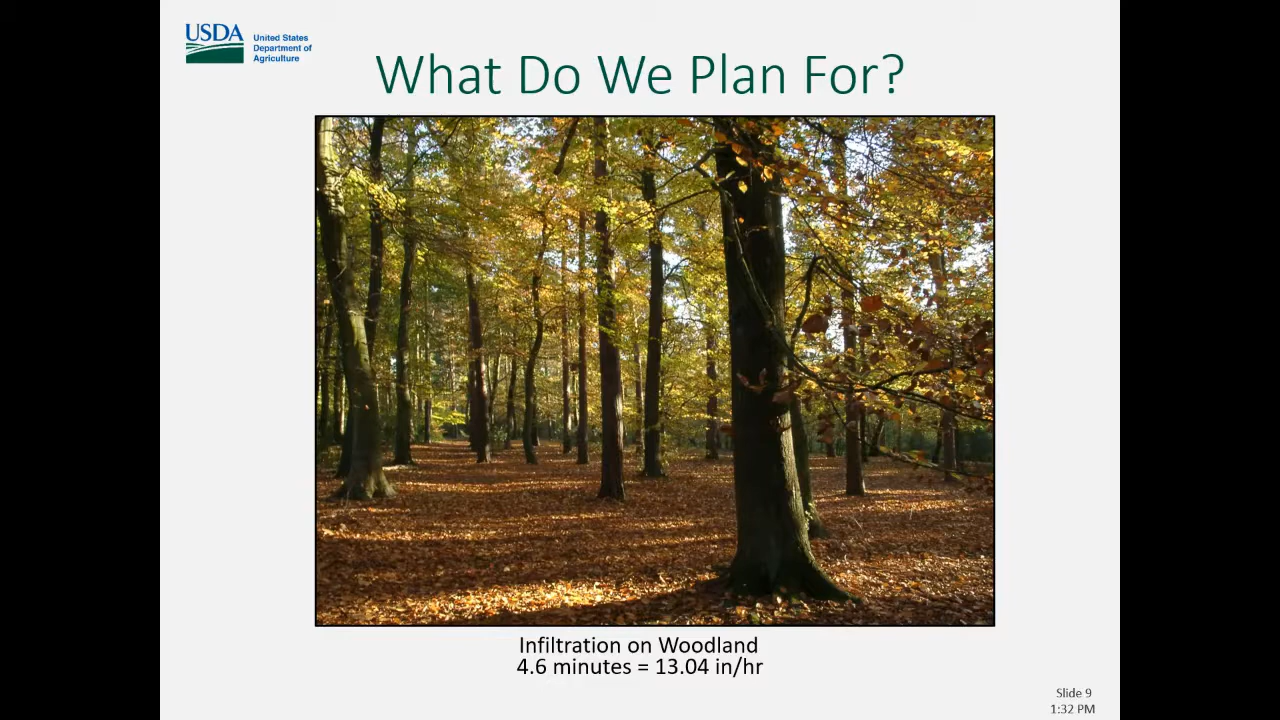 USDA
United States
Department of
Agriculture
What Do We Plan For?
Infiltration on Woodland
4.6 minutes = 13.04 in/hr
Slide 9
1:32 PM